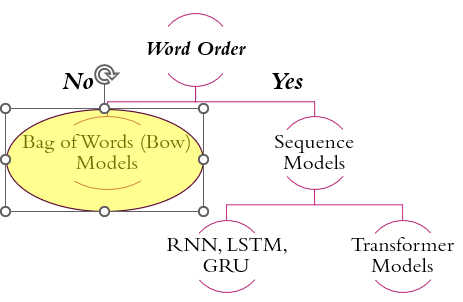 Word Order
No
Yes
Bag of Words (Bow)
Models
Sequence
Models
RNN, LSTM,
GRU
Transformer
Models